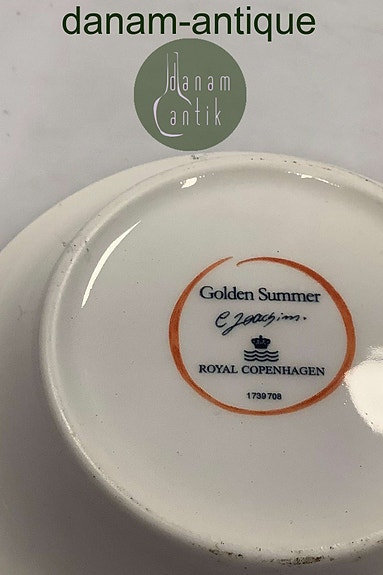 danam-antique
danam
antik
Golden Summer
C Joachim.
ROYAL COPENHAGEN
1739708